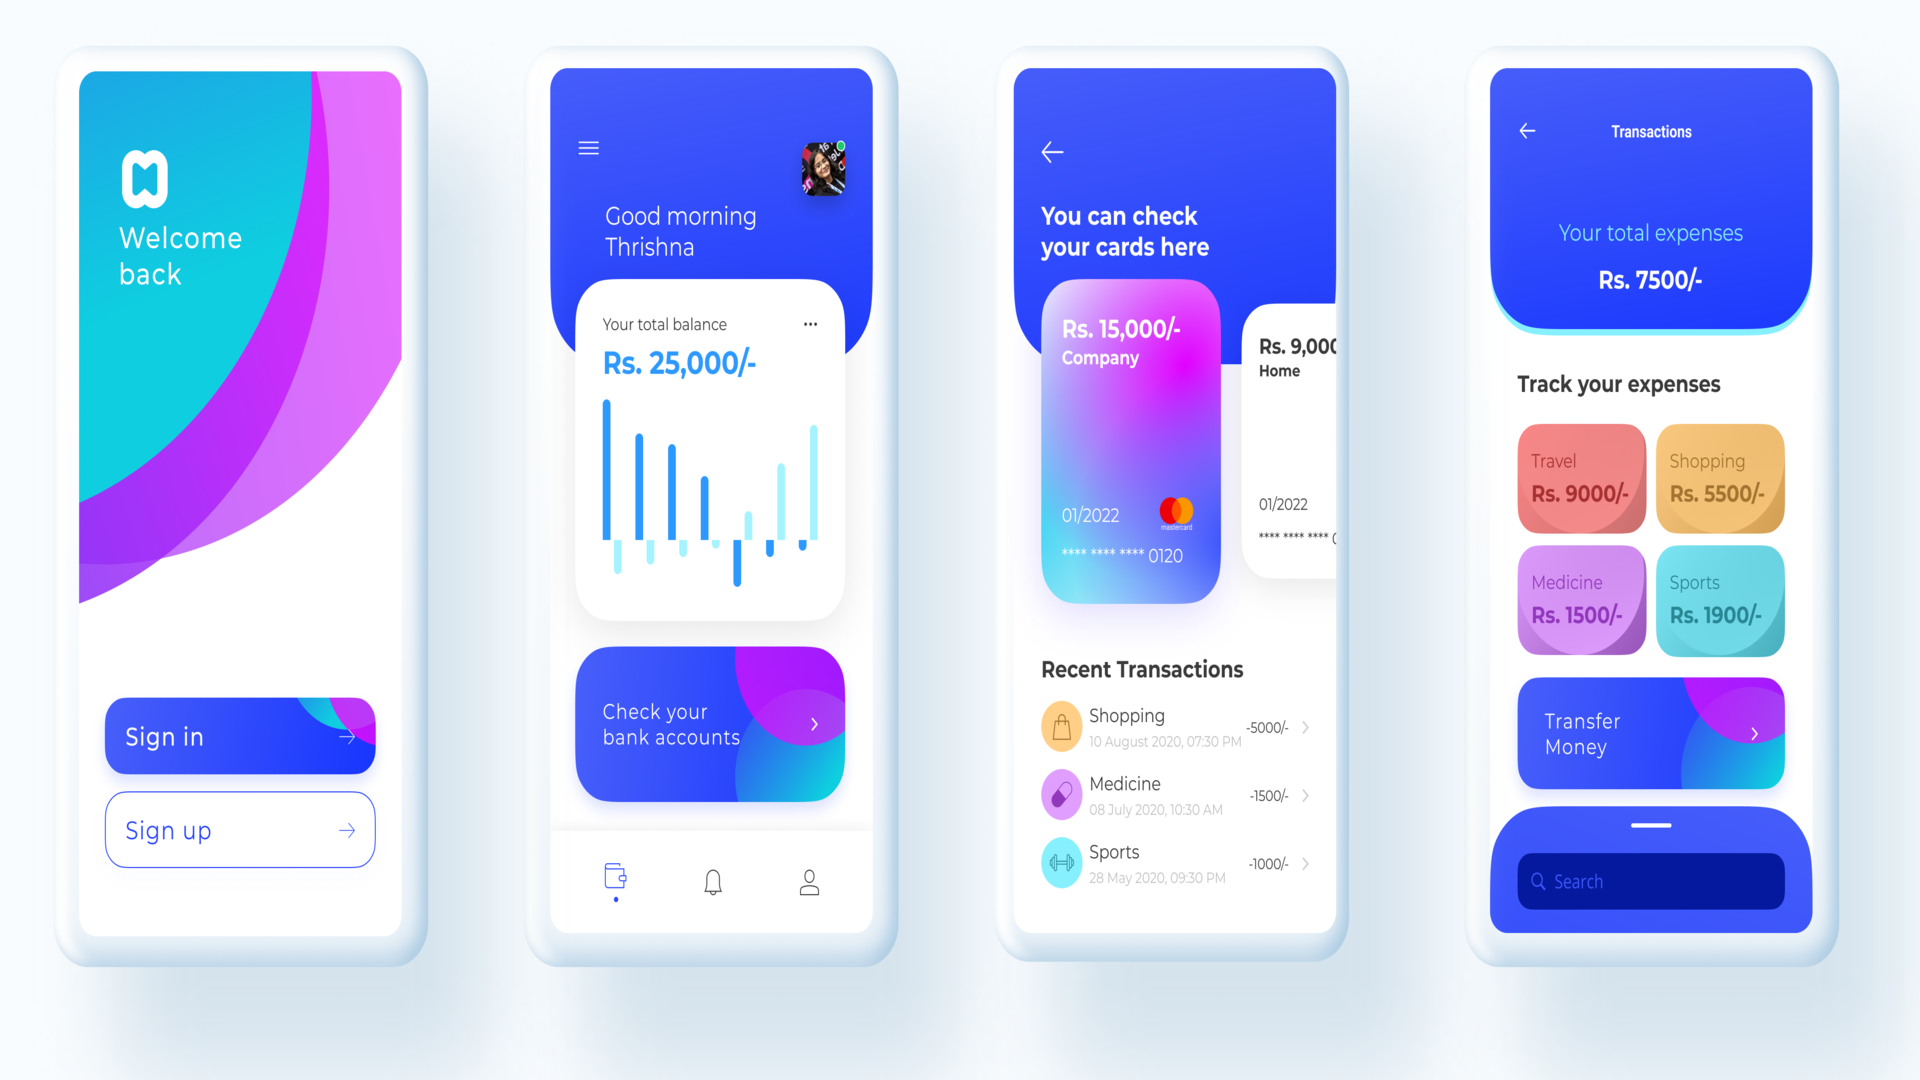 Welcome
back
Sign in
Sign up
Good morning
Thrishna
Your total balance
Rs. 25,000/-
Check your
bank accounts
You can check
your cards here
Rs. 15,000/-
Company
01/2022
mastercard
**** **** **** 0120
Rs. 9,000
Home
01/2022
**** **** ****
Recent Transactions
Shopping
10 August 2020, 07:30 PM
-5000/-
Medicine
08 July 2020, 10:30 AM
-1500/-
Sports
28 May 2020, 09:30 PM
-1000/-
Transactions
Your total expenses
Rs. 7500/-
Track your expenses
Travel
Rs. 9000/-
Shopping
Rs. 5500/-
Medicine
Rs. 1500/-
Sports
Rs. 1900/-
Transfer
Money
Search